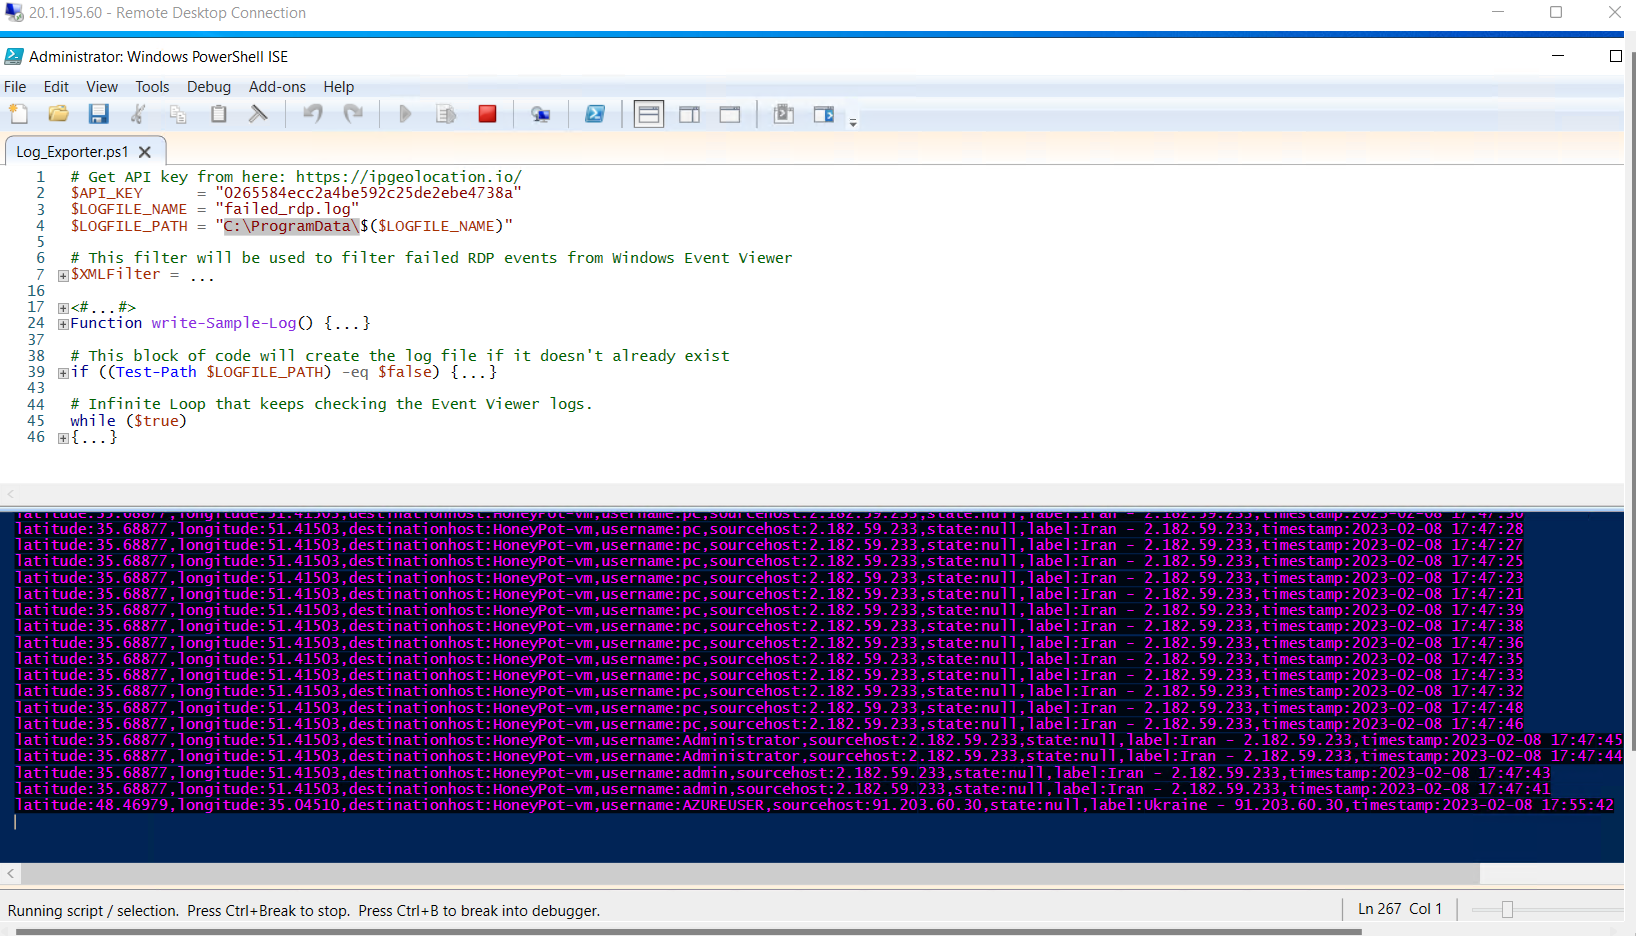 20.1.195.60 - Remote Desktop Connection
Administrator: Windows PowerShell ISE
File Edit View Tools Debug Add-ons Help
Log_Exporter.ps1
1 # Get API key from here: https://ipgeolocation.io/
2 $API_KEY = "0265584ecc2a4be592c25de2ebe4738a"
3 $LOGFILE_NAME = "failed_rdp.log"
4 $LOGFILE_PATH = "C:\ProgramData\$($LOGFILE_NAME)"
5
6 # This filter will be used to filter failed RDP events from Windows Event Viewer
7 $XMLFilter = ...
16
17 <#...#>
24 Function write-Sample-Log() {...}
37
38 # This block of code will create the log file if it doesn't already exist
39 if ((Test-Path $LOGFILE_PATH) -eq $false) {...}
43
44 # Infinite Loop that keeps checking the Event Viewer logs.
45 while ($true)
46 {...}
latitude:35.68877,longitude:51.41503,destinationhost:HoneyPot-vm,username:pc,sourcehost:2.182.59.233,state:null,label:Iran - 2.182.59.233,timestamp:2023-02-08 17:47:30
latitude:35.68877,longitude:51.41503,destinationhost:HoneyPot-vm,username:pc,sourcehost:2.182.59.233,state:null,label:Iran - 2.182.59.233,timestamp:2023-02-08 17:47:28
latitude:35.68877,longitude:51.41503,destinationhost:HoneyPot-vm,username:pc,sourcehost:2.182.59.233,state:null,label:Iran - 2.182.59.233,timestamp:2023-02-08 17:47:27
latitude:35.68877,longitude:51.41503,destinationhost:HoneyPot-vm,username:pc,sourcehost:2.182.59.233,state:null,label:Iran - 2.182.59.233,timestamp:2023-02-08 17:47:25
latitude:35.68877,longitude:51.41503,destinationhost:HoneyPot-vm,username:pc,sourcehost:2.182.59.233,state:null,label:Iran - 2.182.59.233,timestamp:2023-02-08 17:47:23
latitude:35.68877,longitude:51.41503,destinationhost:HoneyPot-vm,username:pc,sourcehost:2.182.59.233,state:null,label:Iran - 2.182.59.233,timestamp:2023-02-08 17:47:21
latitude:35.68877,longitude:51.41503,destinationhost:HoneyPot-vm,username:pc,sourcehost:2.182.59.233,state:null,label:Iran - 2.182.59.233,timestamp:2023-02-08 17:47:39
latitude:35.68877,longitude:51.41503,destinationhost:HoneyPot-vm,username:pc,sourcehost:2.182.59.233,state:null,label:Iran - 2.182.59.233,timestamp:2023-02-08 17:47:38
latitude:35.68877,longitude:51.41503,destinationhost:HoneyPot-vm,username:pc,sourcehost:2.182.59.233,state:null,label:Iran - 2.182.59.233,timestamp:2023-02-08 17:47:36
latitude:35.68877,longitude:51.41503,destinationhost:HoneyPot-vm,username:pc,sourcehost:2.182.59.233,state:null,label:Iran - 2.182.59.233,timestamp:2023-02-08 17:47:35
latitude:35.68877,longitude:51.41503,destinationhost:HoneyPot-vm,username:pc,sourcehost:2.182.59.233,state:null,label:Iran - 2.182.59.233,timestamp:2023-02-08 17:47:33
latitude:35.68877,longitude:51.41503,destinationhost:HoneyPot-vm,username:pc,sourcehost:2.182.59.233,state:null,label:Iran - 2.182.59.233,timestamp:2023-02-08 17:47:32
latitude:35.68877,longitude:51.41503,destinationhost:HoneyPot-vm,username:pc,sourcehost:2.182.59.233,state:null,label:Iran - 2.182.59.233,timestamp:2023-02-08 17:47:48
latitude:35.68877,longitude:51.41503,destinationhost:HoneyPot-vm,username:pc,sourcehost:2.182.59.233,state:null,label:Iran - 2.182.59.233,timestamp:2023-02-08 17:47:46
latitude:35.68877,longitude:51.41503,destinationhost:HoneyPot-vm,username:Administrator,sourcehost:2.182.59.233,state:null,label:Iran - 2.182.59.233,timestamp:2023-02-08 17:47:45
latitude:35.68877,longitude:51.41503,destinationhost:HoneyPot-vm,username:Administrator,sourcehost:2.182.59.233,state:null,label:Iran - 2.182.59.233,timestamp:2023-02-08 17:47:44
latitude:35.68877,longitude:51.41503,destinationhost:HoneyPot-vm,username:admin,sourcehost:2.182.59.233,state:null,label:Iran - 2.182.59.233,timestamp:2023-02-08 17:47:43
latitude:35.68877,longitude:51.41503,destinationhost:HoneyPot-vm,username:admin,sourcehost:2.182.59.233,state:null,label:Iran - 2.182.59.233,timestamp:2023-02-08 17:47:41
latitude:48.46979,longitude:35.04510,destinationhost:HoneyPot-vm,username:AZUREUSER,sourcehost:91.203.60.30,state:null,label:Ukraine - 91.203.60.30,timestamp:2023-02-08 17:55:42
Running script / selection. Press Ctrl+Break to stop. Press Ctrl+B to break into debugger.
Ln 267 Col 1